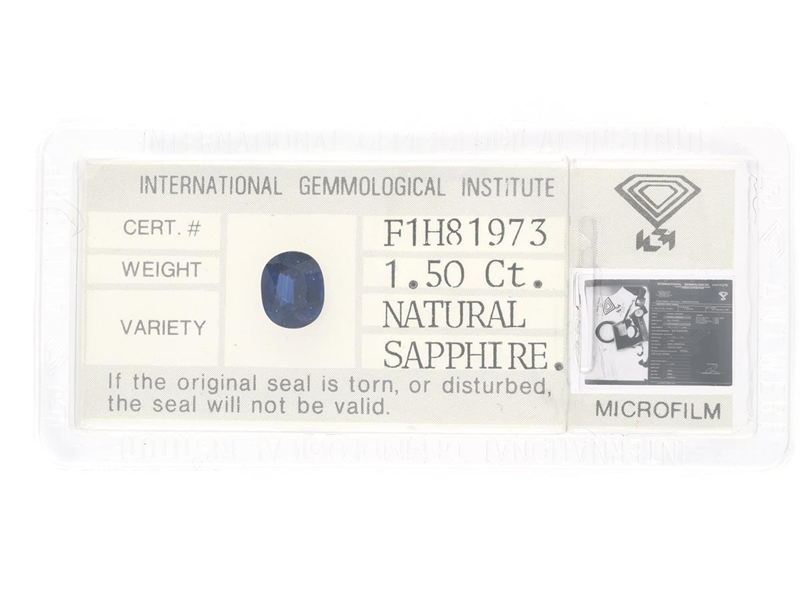 INTERNATIONAL GEMMOLOGICAL INSTITUTE
CERT. # F1H81973
WEIGHT 1.50 Ct.
VARIETY NATURAL
SAPPHIRE.
If the original seal is torn, or disturbed,
the seal will not be valid.
MICROFILM